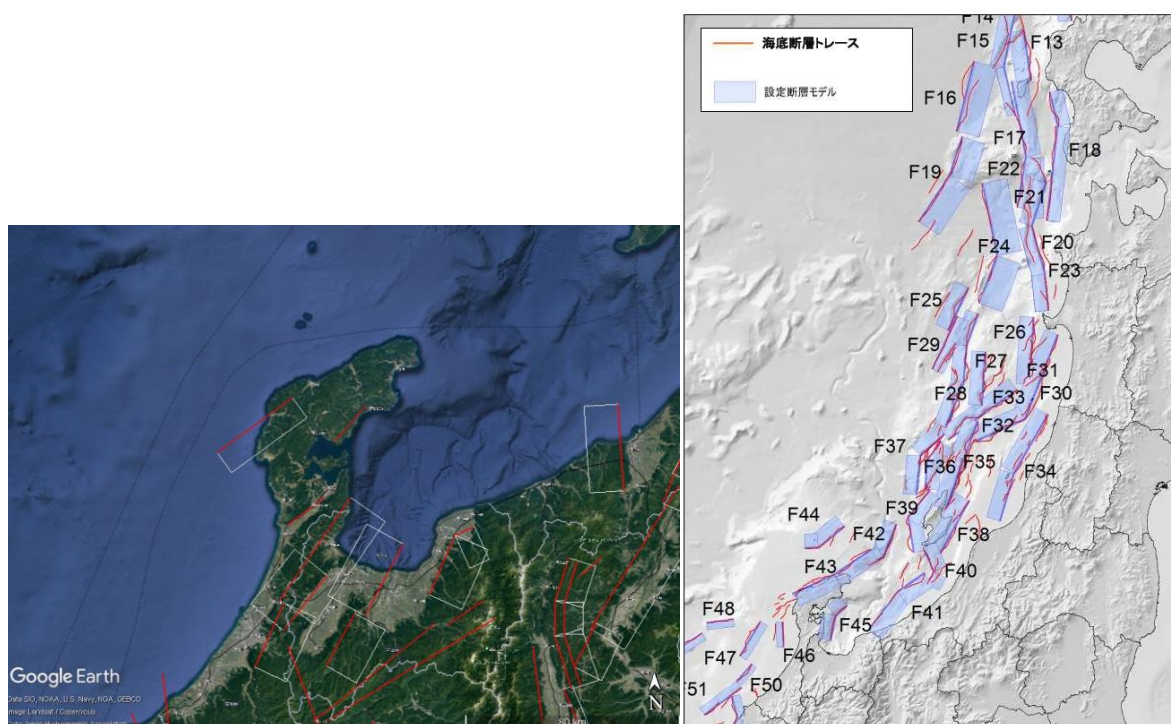 Google Earth
Data SIO, NOAA, U.S. Navy, NGA, GEBCO
Image Landsat / Copernicus
N
海底断層トレース
設定断層モデル
F14
F15
F13
F16
F17
F18
F22
F19
F21
F20
F24
F23
F25
F26
F29
F27
F31
F28
F33
F30
F32
F37
F36
F35
F34
F39
F44
F42
F38
F43
F40
F41
F48
F45
F46
F47
F50
F51